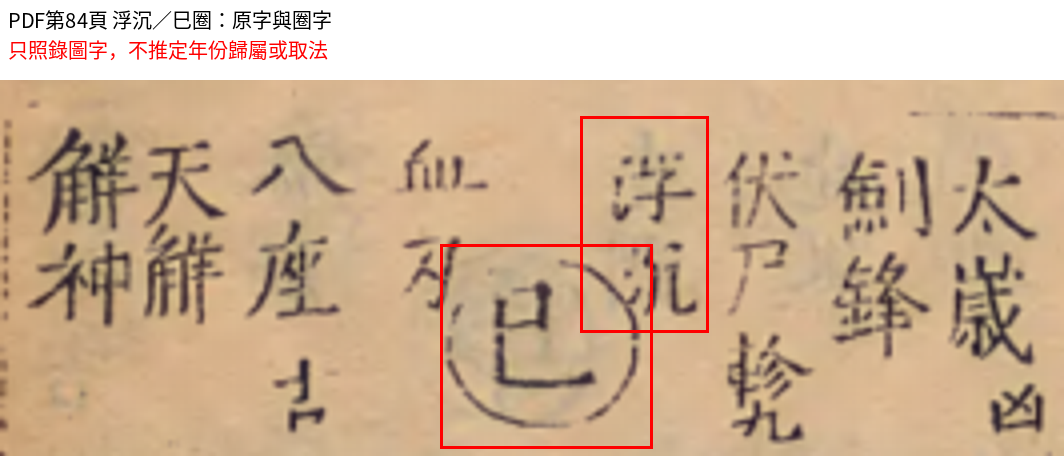 PDF第84頁 浮沉／巳圈：原字與圈字
只照錄圖字，不推定年份歸屬或取法
太歲凶
劍鋒
伏尸
浮沉
巳
血刃
八座吉
天解
解神